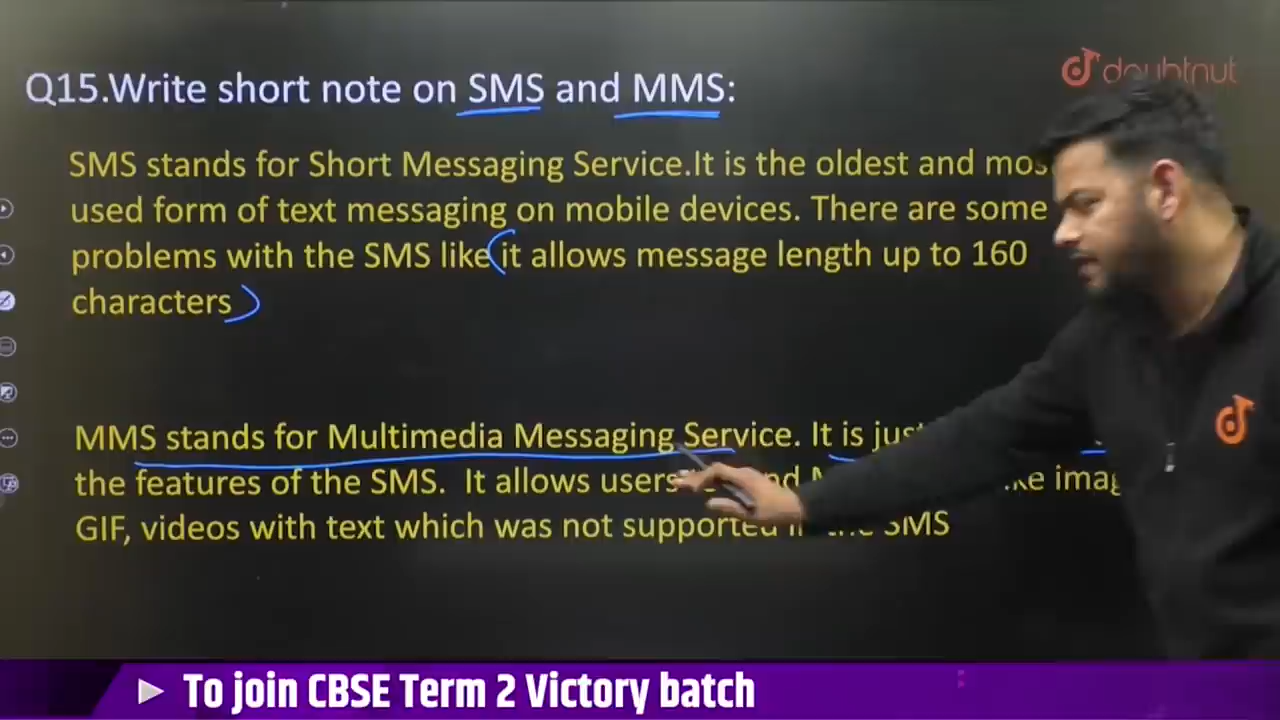 doubtnut
Q15.Write short note on SMS and MMS:
SMS stands for Short Messaging Service.It is the oldest and
used form of text messaging on mobile devices. There are some
problems with the SMS like it allows message length up to 160
characters
MMS stands for Multimedia Messaging Service. It is
the features of the SMS. It allows users
GIF, videos with text which was not supported SMS
To join CBSE Term 2 Victory batch